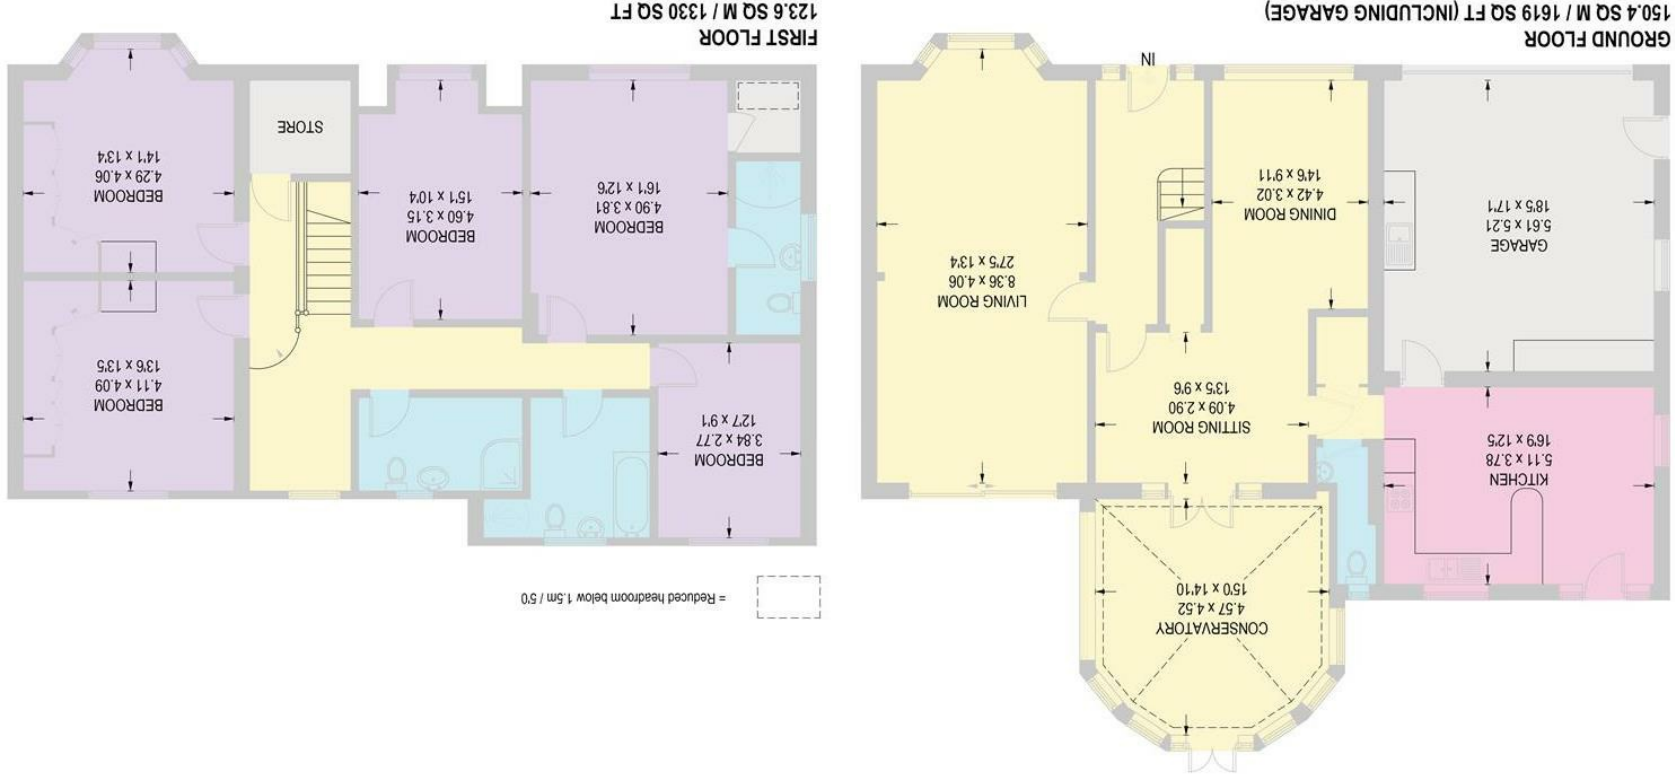 CONSERVATORY
4.57 x 4.52
15'0 x 14'10
KITCHEN
5.11 x 3.78
16'9 x 12'5
SITTING ROOM
4.09 x 2.90
13'5 x 9'6
GARAGE
5.61 x 5.21
18'5 x 17'1
DINING ROOM
4.42 x 3.02
14'6 x 9'11
LIVING ROOM
8.36 x 4.06
27'5 x 13'4
IN
GROUND FLOOR
150.4 SQ M / 1619 SQ FT (INCLUDING GARAGE)
= Reduced headroom below 1.5m / 5'0
BEDROOM
3.84 x 2.77
12'7 x 9'1
BEDROOM
4.11 x 4.09
13'6 x 13'5
BEDROOM
4.90 x 3.81
16'1 x 12'6
BEDROOM
4.60 x 3.15
15'1 x 10'4
BEDROOM
4.29 x 4.06
14'1 x 13'4
STORE
FIRST FLOOR
123.6 SQ M / 1330 SQ FT